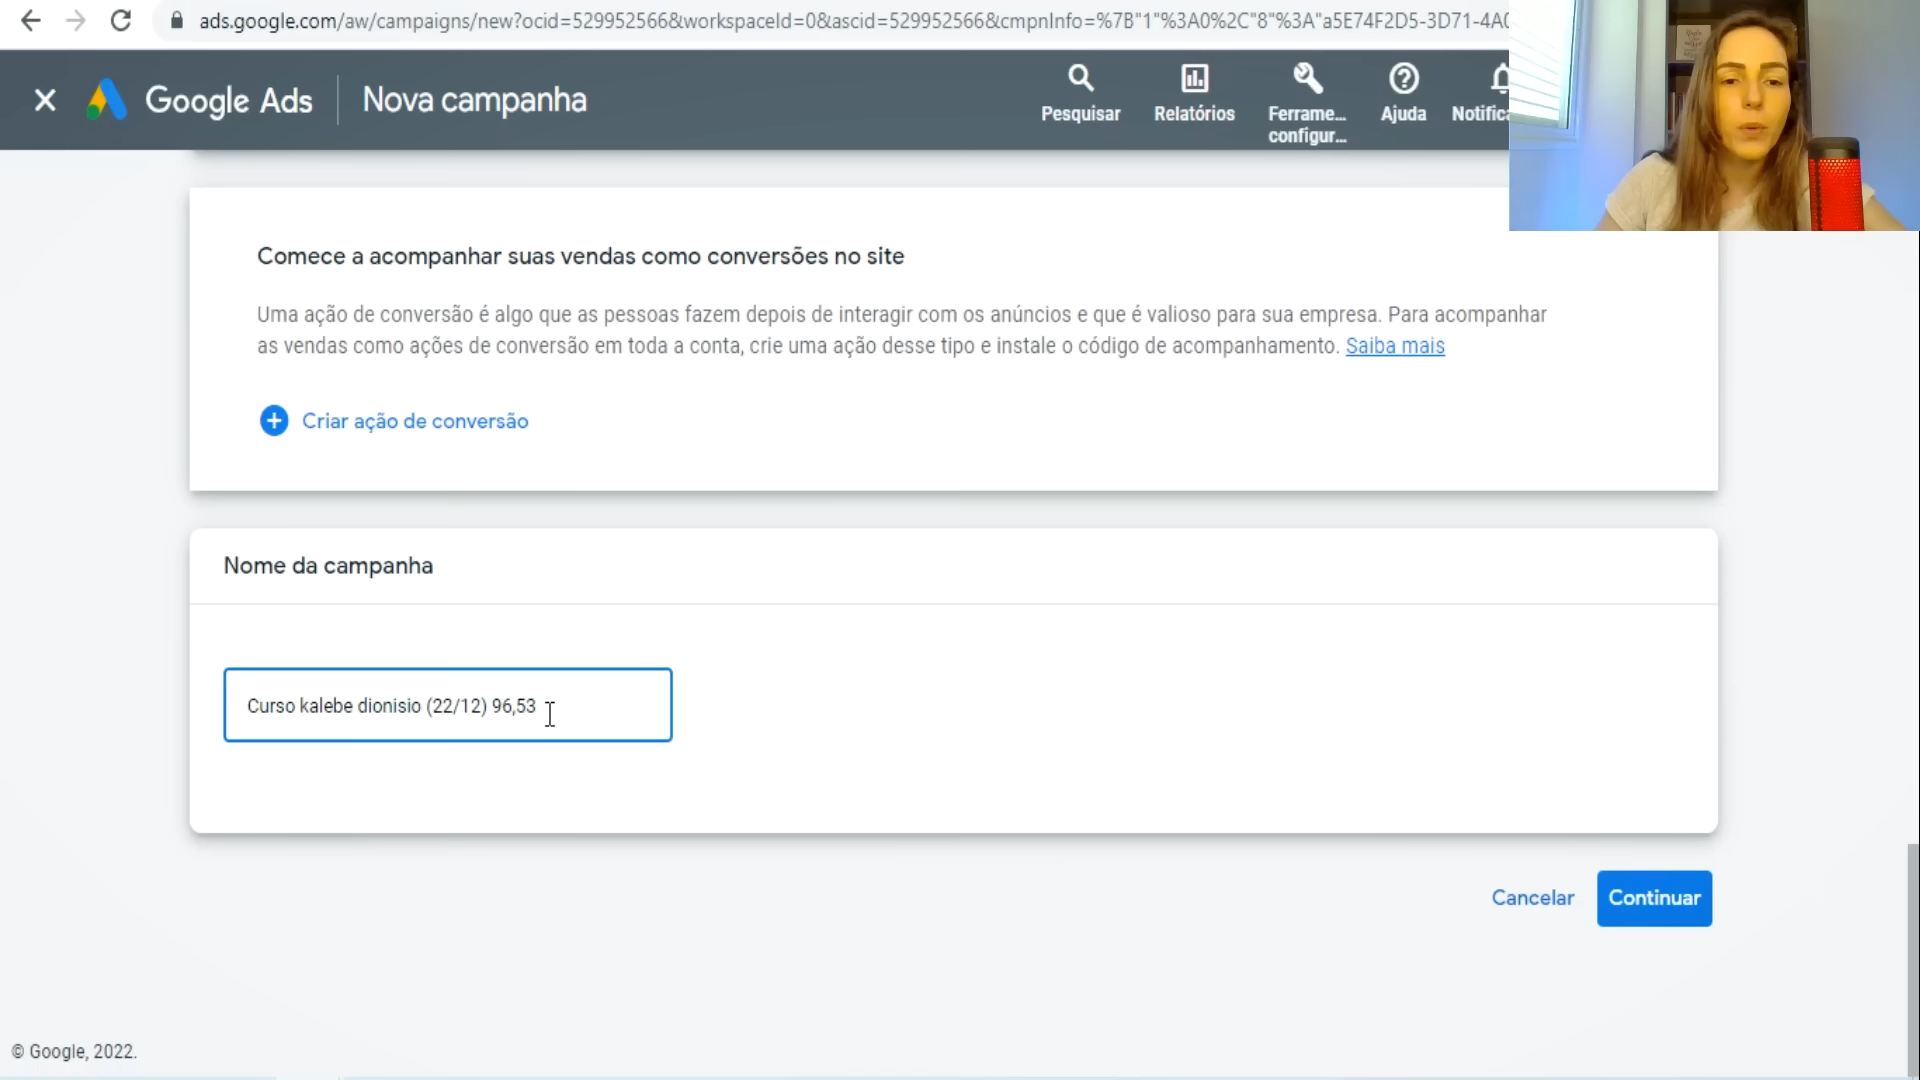 ads.google.com/aw/campaigns/new?ocid=529952566&workspaceId=0&ascid=529952566&cmpnInfo=%7B"1"%3A0%2C"8"%3A"a5E74F2D5-3D71-4A0
Google Ads
Nova campanha
Pesquisar
Relatórios
Ferrame...
configur...
Ajuda
Notifica
Comece a acompanhar suas vendas como conversões no site
Uma ação de conversão é algo que as pessoas fazem depois de interagir com os anúncios e que é valioso para sua empresa. Para acompanhar
as vendas como ações de conversão em toda a conta, crie uma ação desse tipo e instale o código de acompanhamento. Saiba mais
Criar ação de conversão
Nome da campanha
Curso kalebe dionisio (22/12) 96,53
Cancelar
Continuar
© Google, 2022.